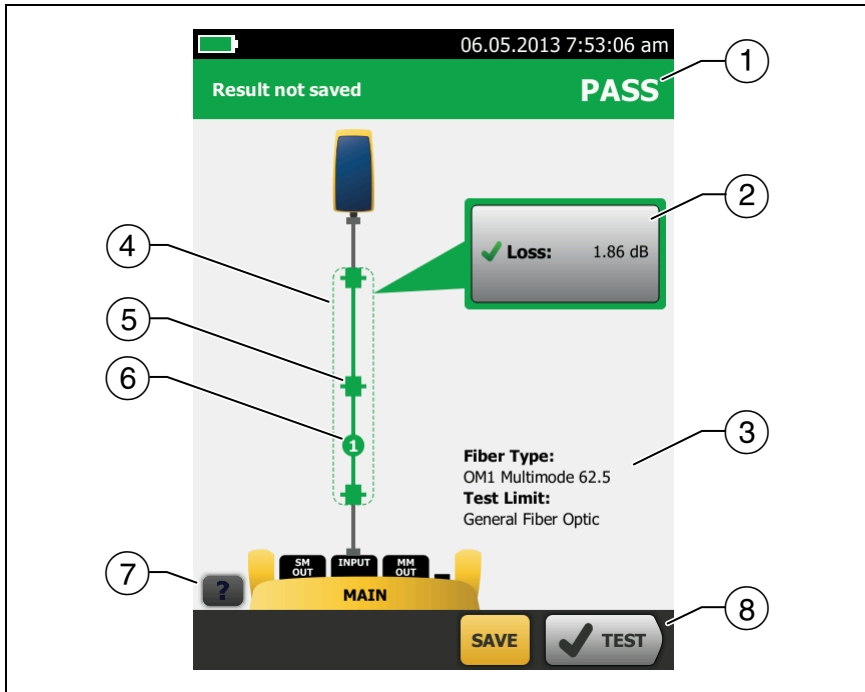 06.05.2013 7:53:06 am
Result not saved
PASS
1
2
Loss: 1.86 dB
4
5
6
1
3
Fiber Type:
OM1 Multimode 62.5
Test Limit:
General Fiber Optic
7
?
SM OUT
INPUT
MM OUT
MAIN
8
SAVE
TEST